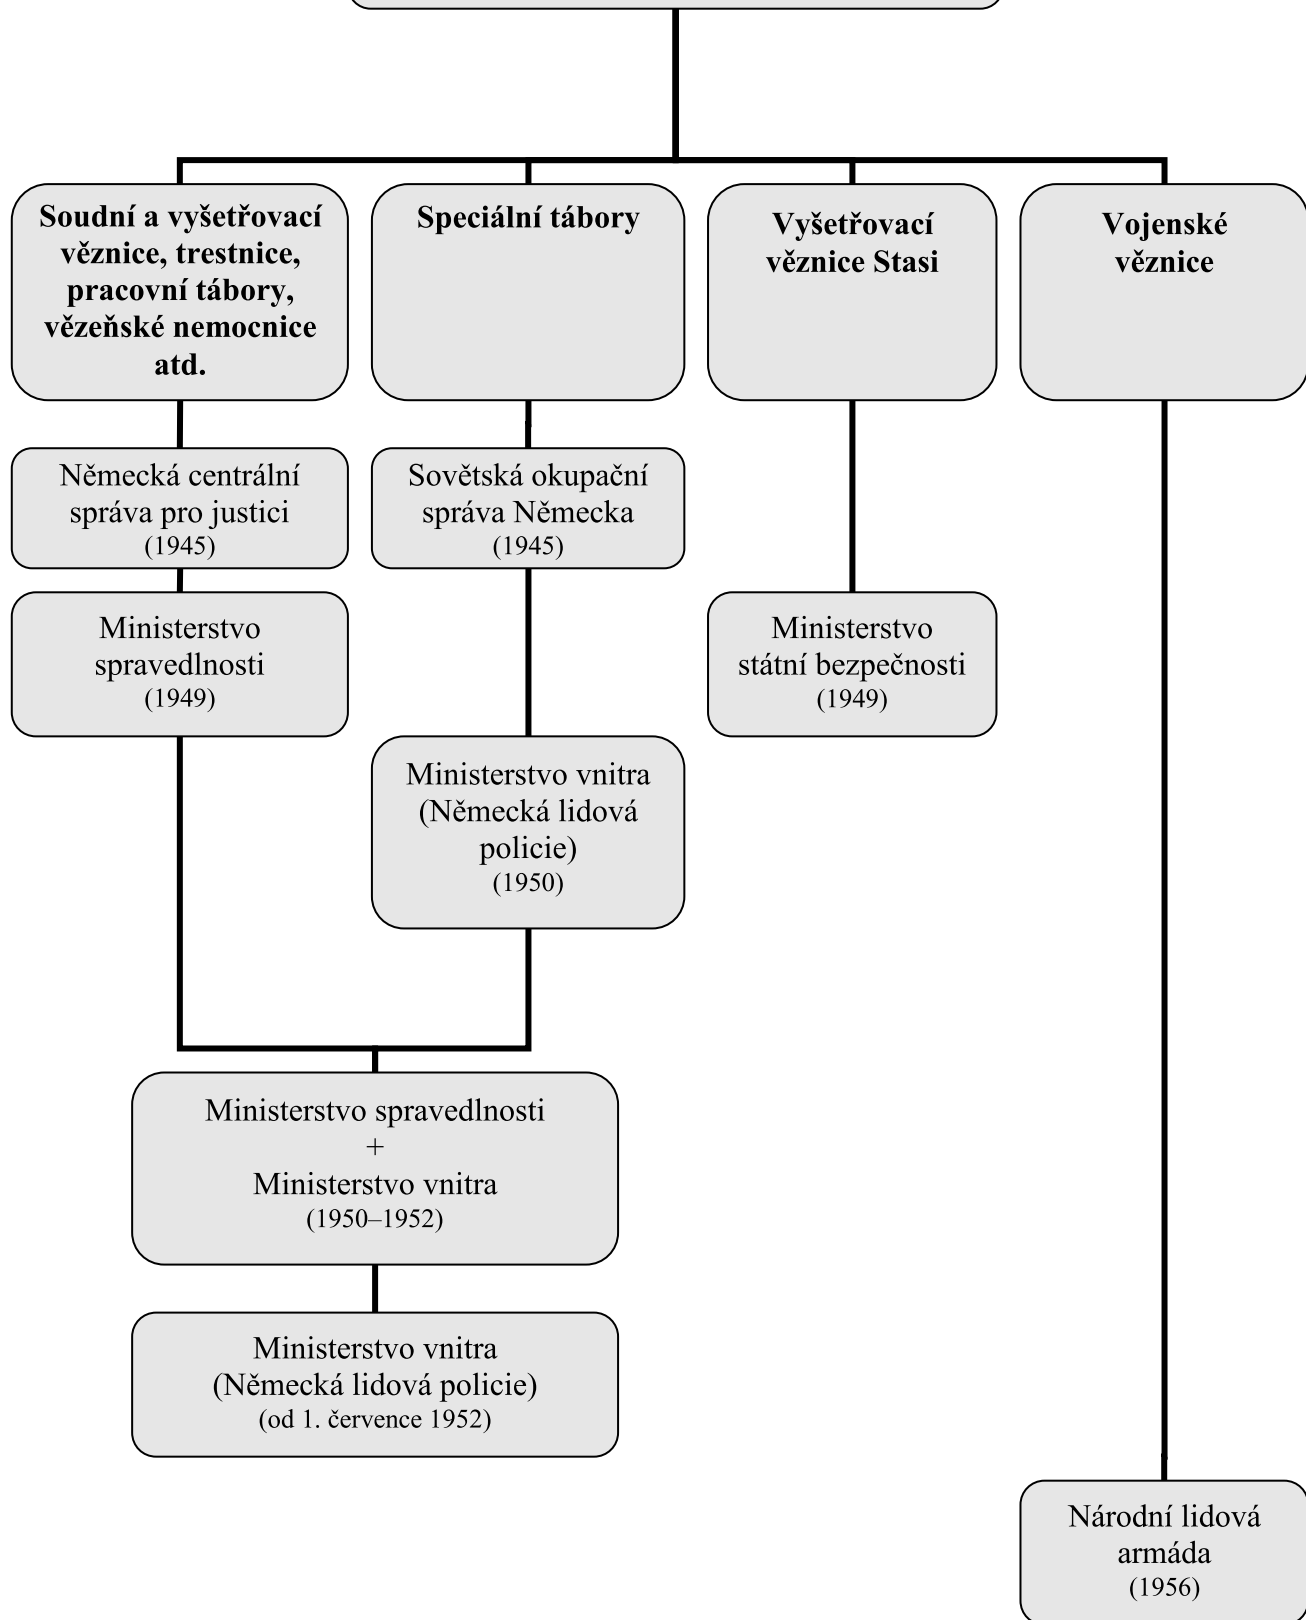 Soudní a vyšetřovací
věznice, trestnice,
pracovní tábory,
vězeňské nemocnice
atd.
Speciální tábory
Vyšetřovací
věznice Stasi
Vojenské
věznice
Německá centrální
správa pro justici
(1945)
Sovětská okupační
správa Německa
(1945)
Ministerstvo
spravedlnosti
(1949)
Ministerstvo
státní bezpečnosti
(1949)
Ministerstvo vnitra
(Německá lidová
policie)
(1950)
Ministerstvo spravedlnosti
+
Ministerstvo vnitra
(1950–1952)
Ministerstvo vnitra
(Německá lidová policie)
(od 1. července 1952)
Národní lidová
armáda
(1956)